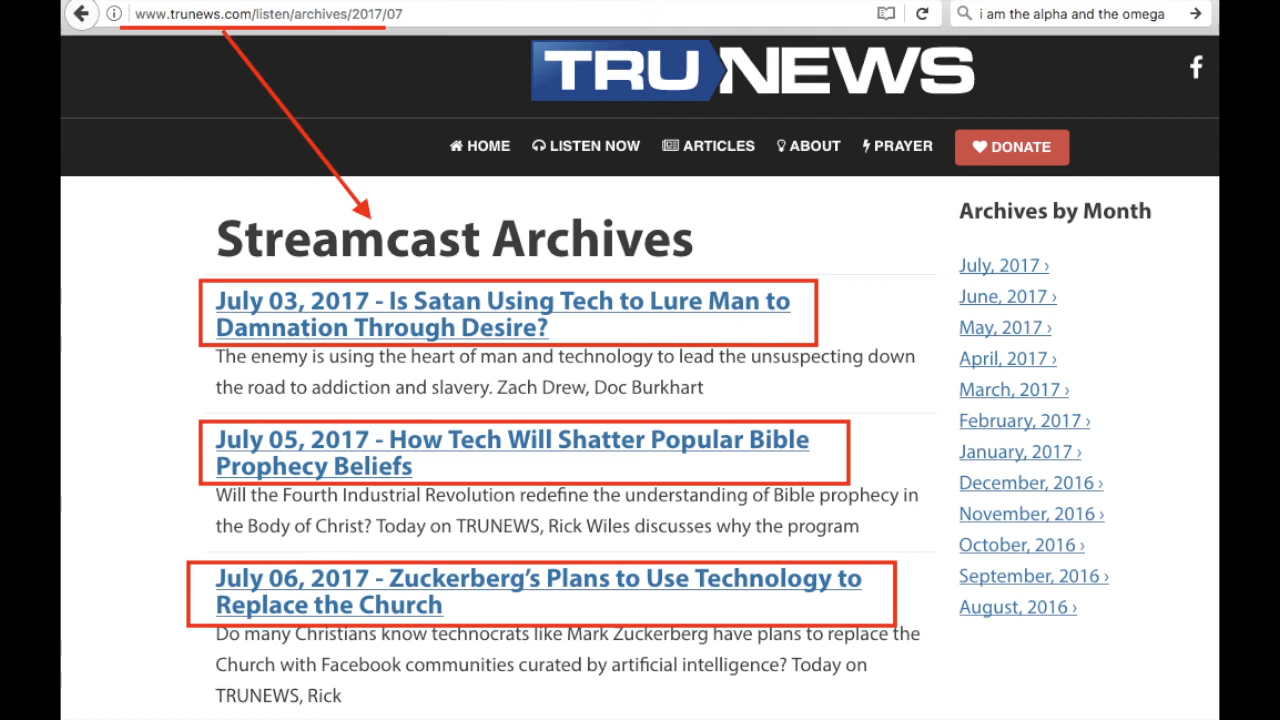 www.trunews.com/listen/archives/2017/07
i am the alpha and the omega
TRUNEWS
HOME LISTEN NOW ARTICLES ABOUT PRAYER DONATE
Streamcast Archives
July 03, 2017 - Is Satan Using Tech to Lure Man to
Damnation Through Desire?
The enemy is using the heart of man and technology to lead the unsuspecting down
the road to addiction and slavery. Zach Drew, Doc Burkhart
July 05, 2017 - How Tech Will Shatter Popular Bible
Prophecy Beliefs
Will the Fourth Industrial Revolution redefine the understanding of Bible prophecy in
the Body of Christ? Today on TRUNEWS, Rick Wiles discusses why the program
July 06, 2017 - Zuckerberg’s Plans to Use Technology to
Replace the Church
Do many Christians know technocrats like Mark Zuckerberg have plans to replace the
Church with Facebook communities curated by artificial intelligence? Today on
TRUNEWS, Rick
Archives by Month
July, 2017 ›
June, 2017 ›
May, 2017 ›
April, 2017 ›
March, 2017 ›
February, 2017 ›
January, 2017 ›
December, 2016 ›
November, 2016 ›
October, 2016 ›
September, 2016 ›
August, 2016 ›